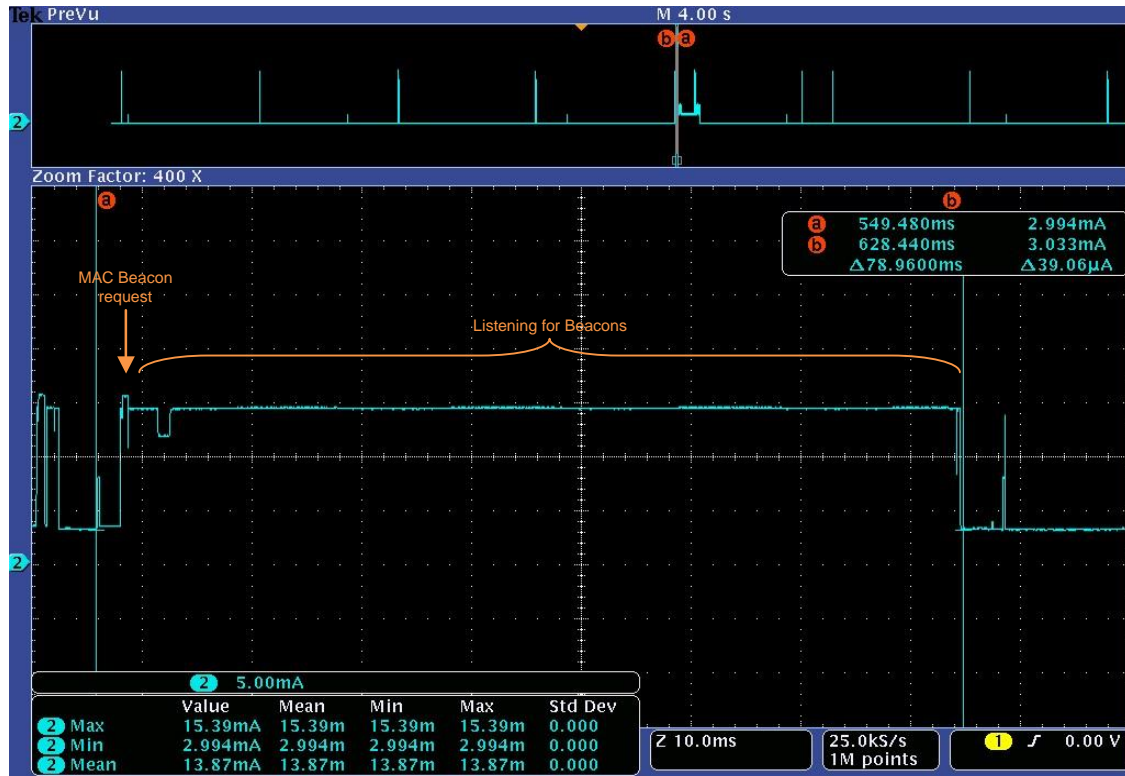 Tek PreVu M 4.00 s
b a
2
Zoom Factor: 400 X
a b
a 549.480ms 2.994mA
b 628.440ms 3.033mA
Δ78.9600ms Δ39.06µA
MAC Beacon
request
Listening for Beacons
2
2 5.00mA
Value Mean Min Max Std Dev
2 Max 15.39mA 15.39m 15.39m 15.39m 0.000
2 Min 2.994mA 2.994m 2.994m 2.994m 0.000
2 Mean 13.87mA 13.87m 13.87m 13.87m 0.000
Z 10.0ms
25.0kS/s
1M points
1 0.00 V